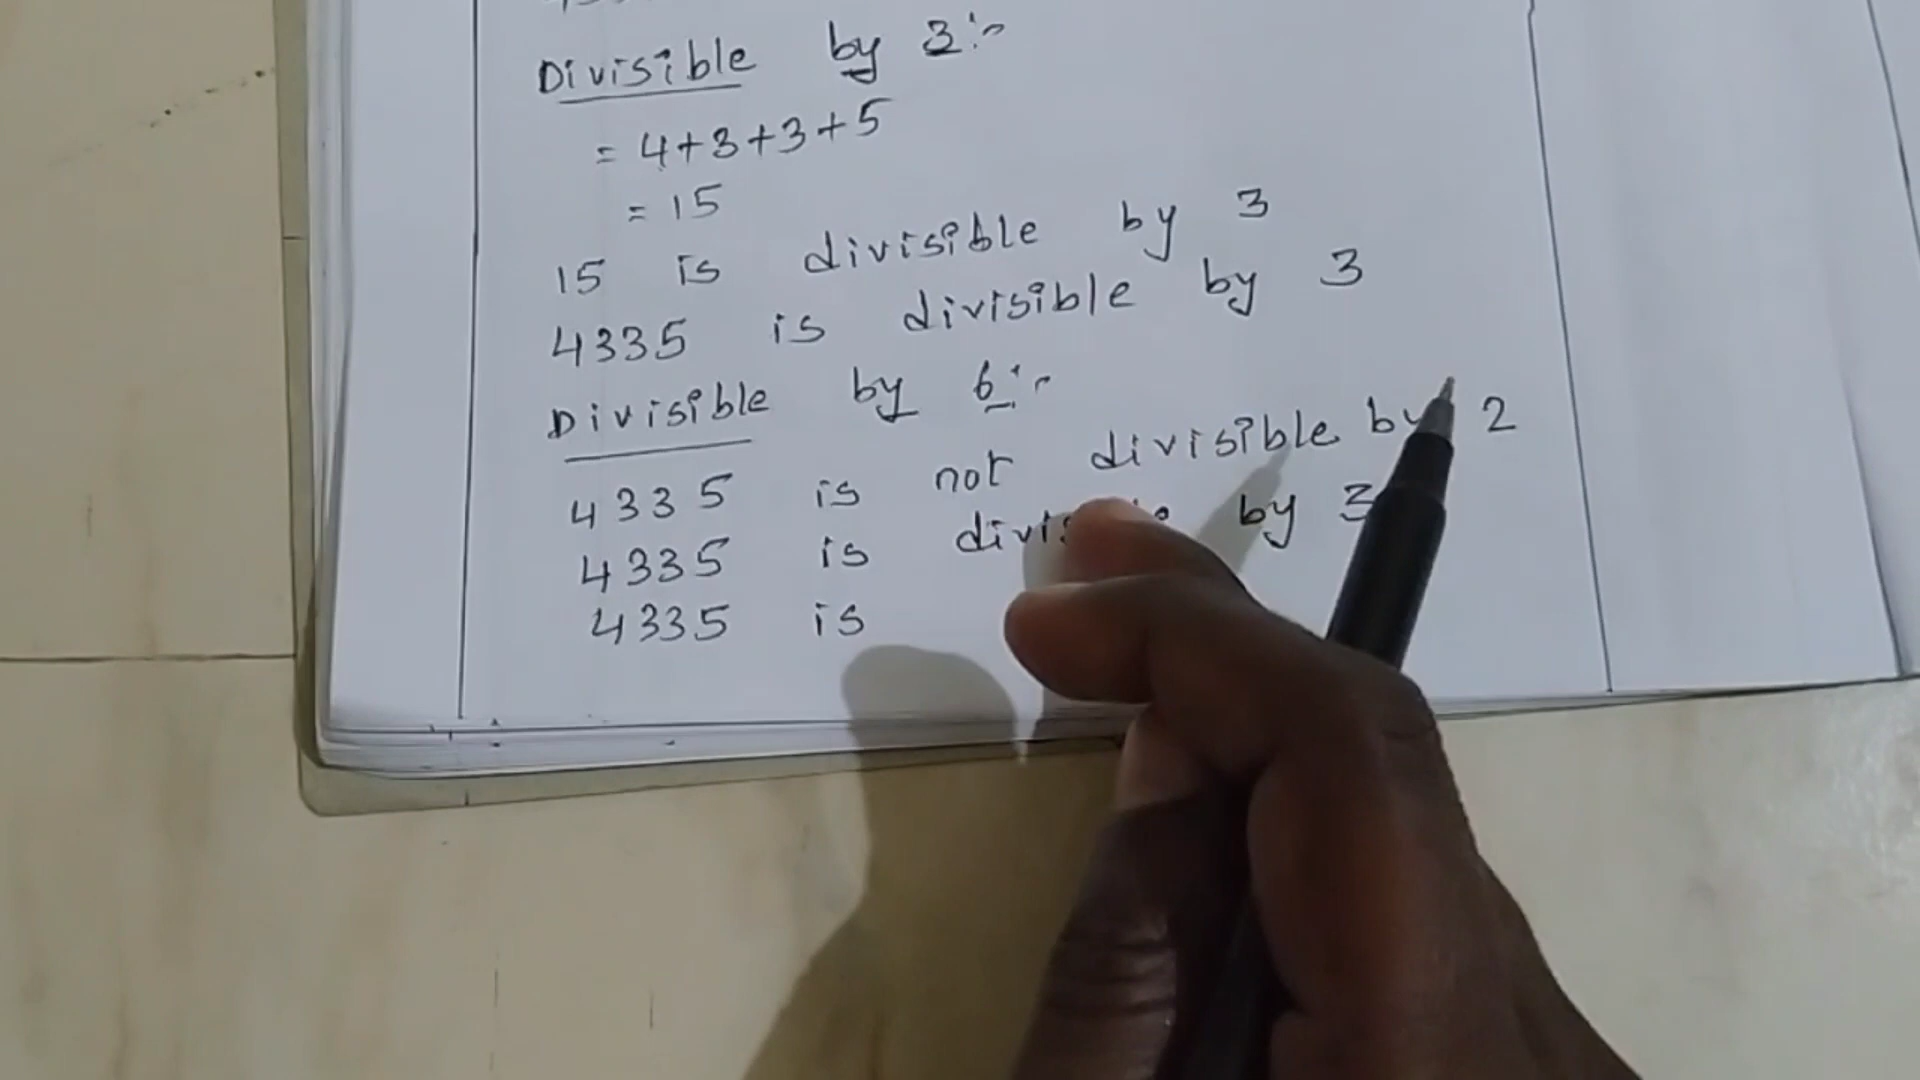 Divisible by 3:-
= 4+3+3+5
= 15
15 is divisible by 3
4335 is divisible by 3
Divisible by 6:-
4335 is not divisible by 2
4335 is by 3
4335 is